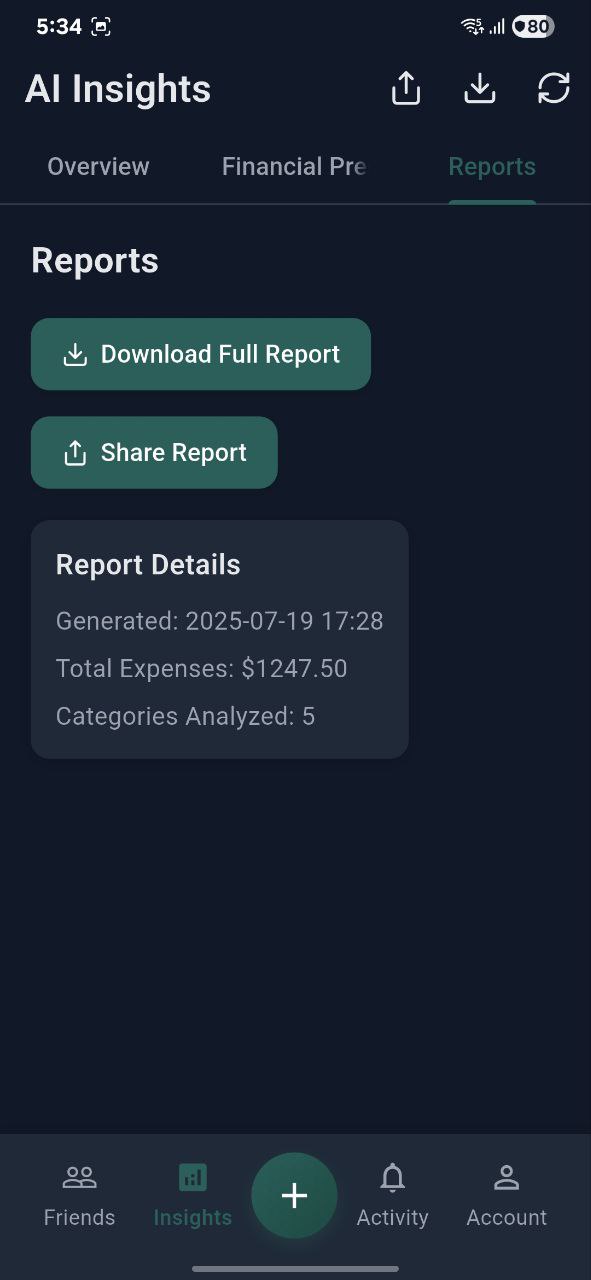 5:34 80
AI Insights
Overview Financial Pre Reports
Reports
Download Full Report
Share Report
Report Details
Generated: 2025-07-19 17:28
Total Expenses: $1247.50
Categories Analyzed: 5
Friends Insights Activity Account